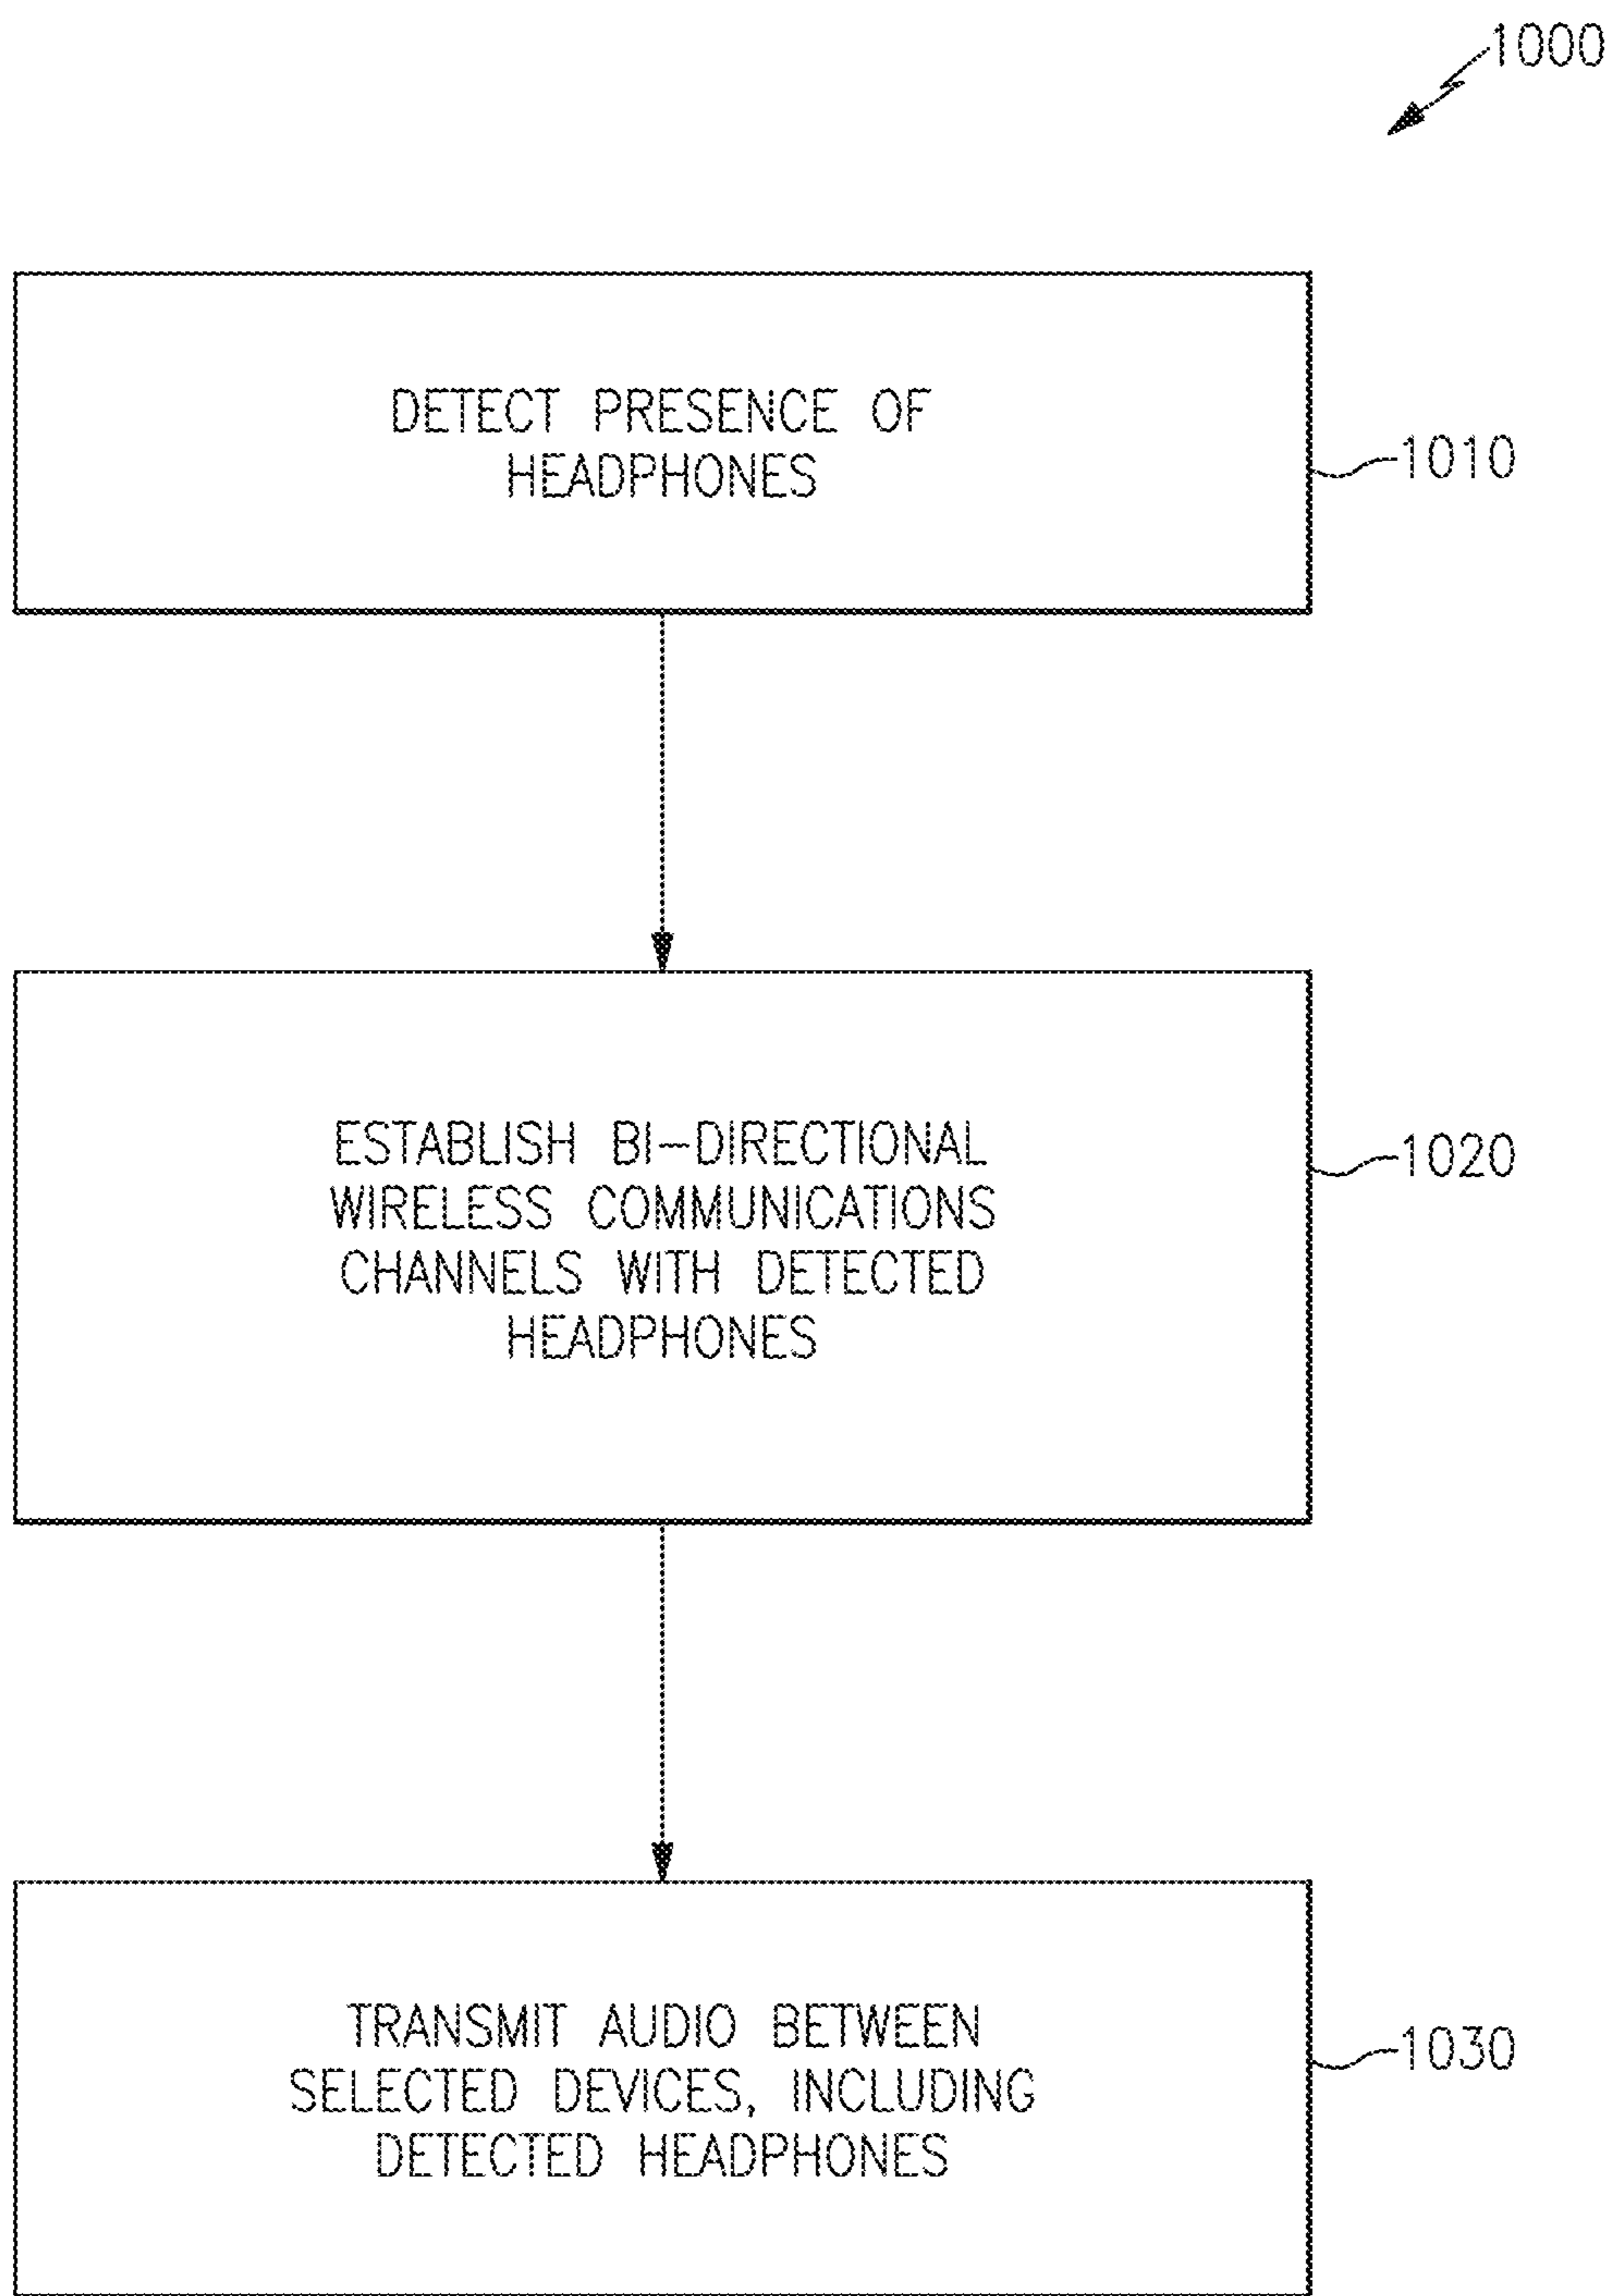 1000
DETECT PRESENCE OF
HEADPHONES
1010
ESTABLISH BI-DIRECTIONAL
WIRELESS COMMUNICATIONS
CHANNELS WITH DETECTED
HEADPHONES
1020
TRANSMIT AUDIO BETWEEN
SELECTED DEVICES, INCLUDING
DETECTED HEADPHONES
1030